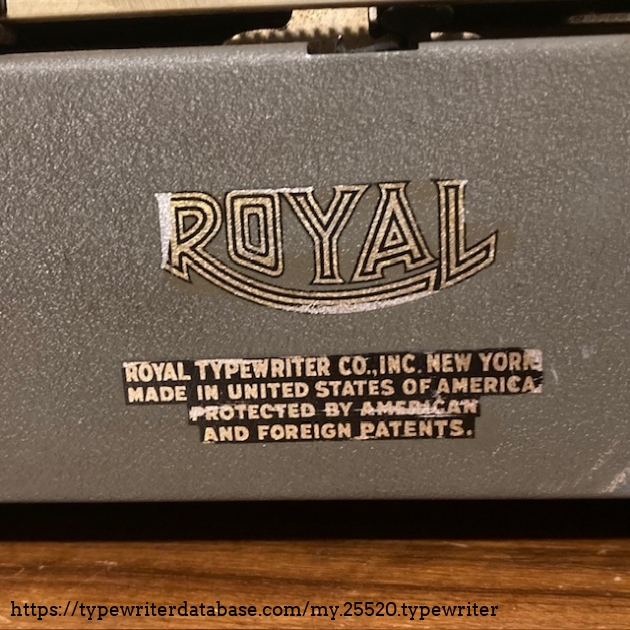 ROYAL
ROYAL TYPEWRITER CO., INC. NEW YORK
MADE IN UNITED STATES OF AMERICA
PROTECTED BY AMERICAN
AND FOREIGN PATENTS.
https://typewriterdatabase.com/my.25520.typewriter